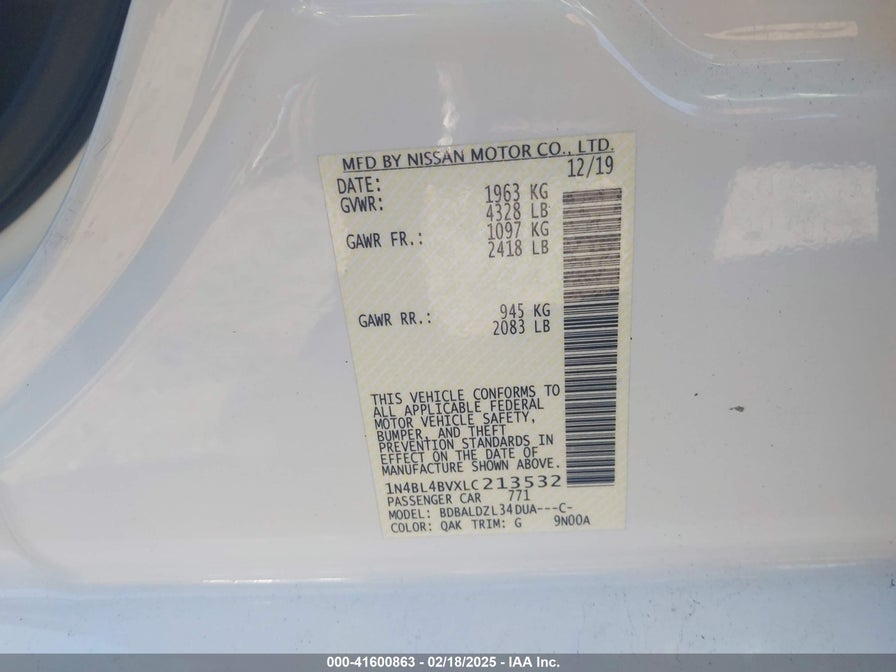 MFD BY NISSAN MOTOR CO., LTD.
DATE: 12/19
GVWR: 1963 KG
4328 LB
GAWR FR.: 1097 KG
2418 LB
GAWR RR.: 945 KG
2083 LB
THIS VEHICLE CONFORMS TO
ALL APPLICABLE FEDERAL
MOTOR VEHICLE SAFETY,
BUMPER, AND THEFT
PREVENTION STANDARDS IN
EFFECT ON THE DATE OF
MANUFACTURE SHOWN ABOVE.
1N4BL4BVXLC213532
PASSENGER CAR 771
MODEL: BDBALDZL34DUA---C-
COLOR: QAK TRIM: G 9N00A
000-41600863 - 02/18/2025 - IAA Inc.